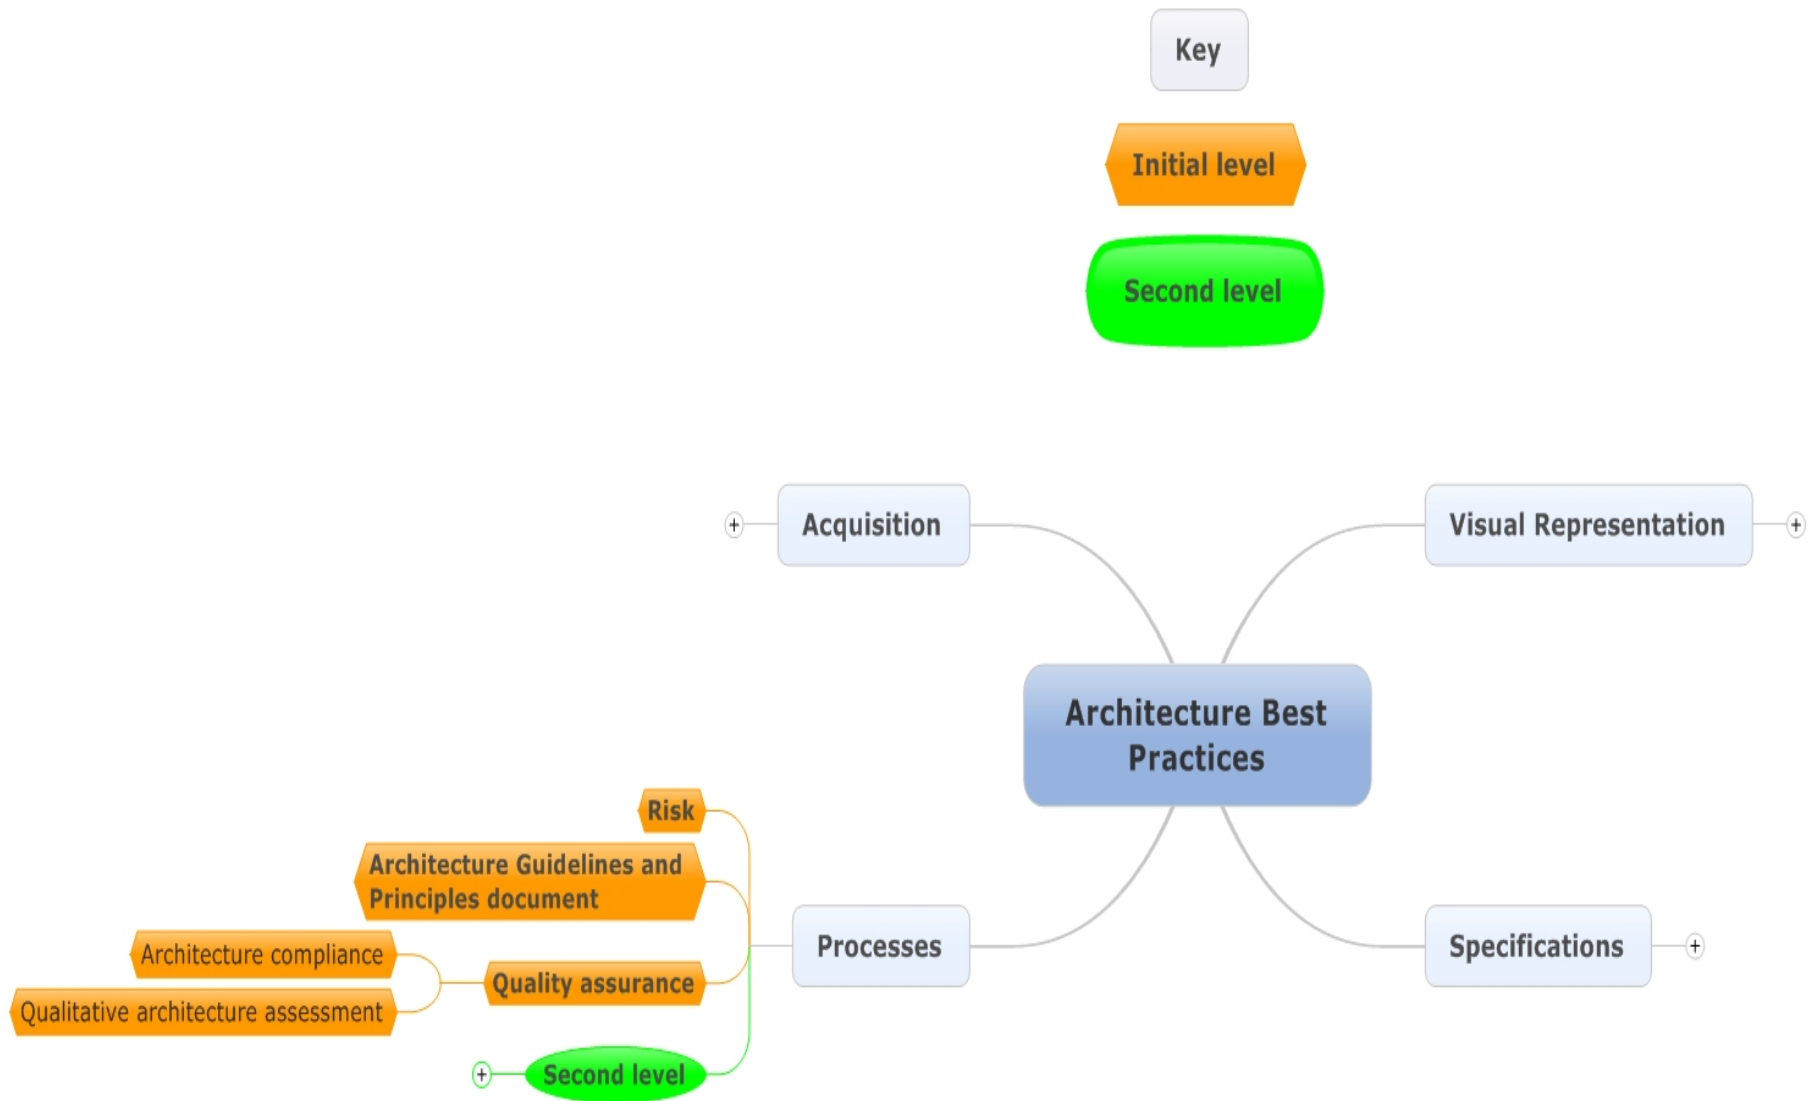 Key
Initial level
Second level
Acquisition
Visual Representation
Architecture Best
Practices
Risk
Architecture Guidelines and
Principles document
Processes
Specifications
Architecture compliance
Quality assurance
Qualitative architecture assessment
Second level